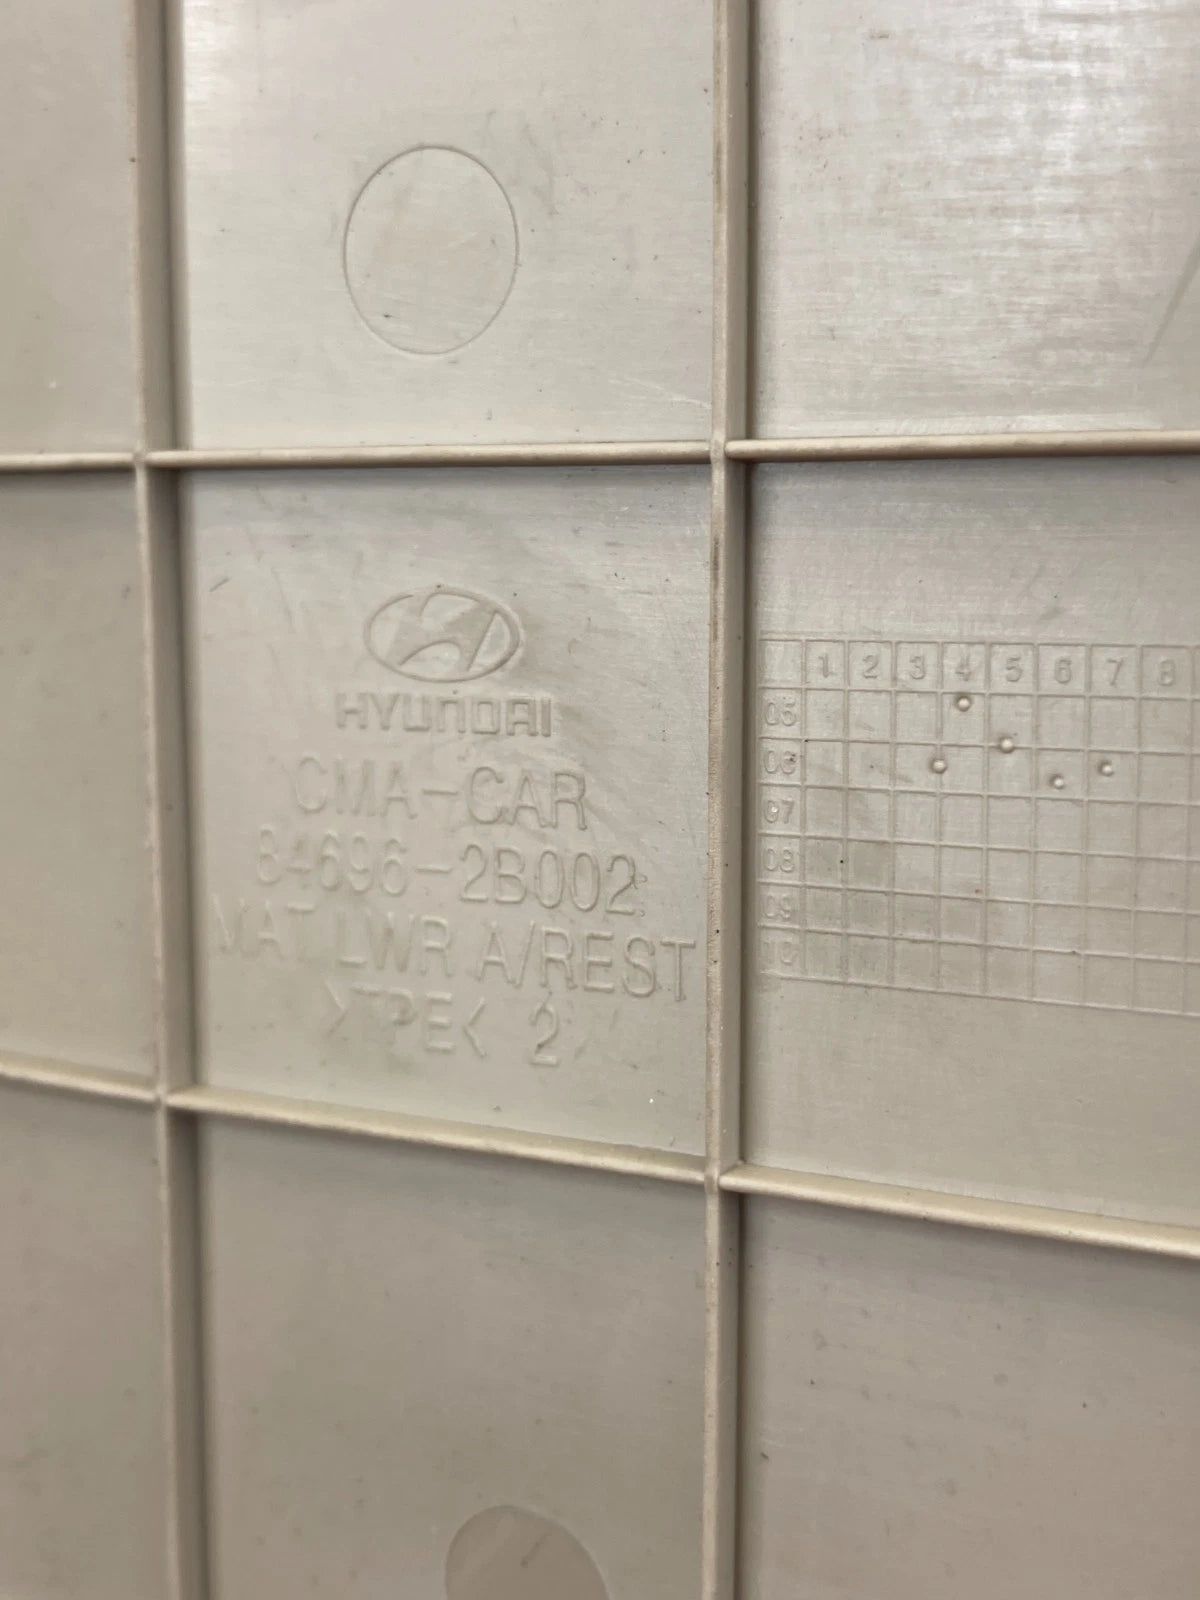 HYUNDAI
CMA-CAR
84696-2B002
MAT LWR A/REST
>TPE< 2
1 2 3 4 5 6 7 8
05
06
07
08
09
10